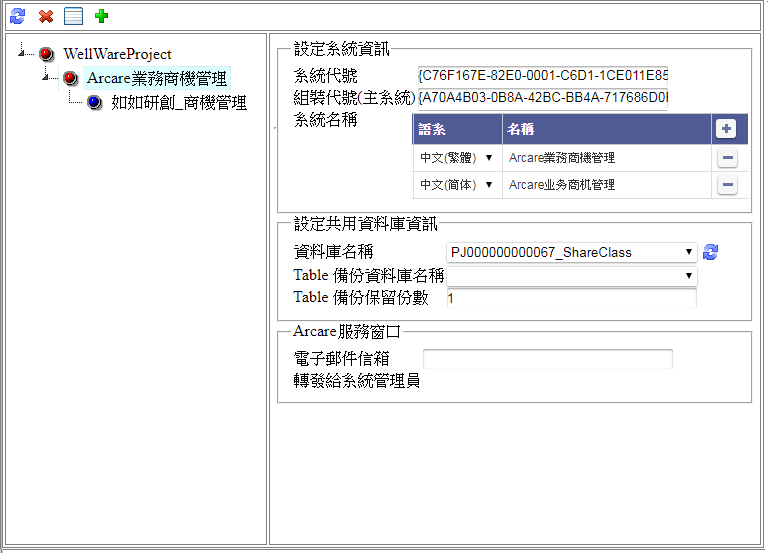 WellWareProject
Arcare業務商機管理
如如研創_商機管理
設定系統資訊
系統代號 {C76F167E-82E0-0001-C6D1-1CE011E85
組裝代號(主系統) {A70A4B03-0B8A-42BC-BB4A-717686D0
系統名稱
語系 名稱
中文(繁體) Arcare業務商機管理
中文(简体) Arcare业务商机管理
設定共用資料庫資訊
資料庫名稱 PJ000000000067_ShareClass
Table 備份資料庫名稱
Table 備份保留份數 1
Arcare服務窗口
電子郵件信箱
轉發給系統管理員